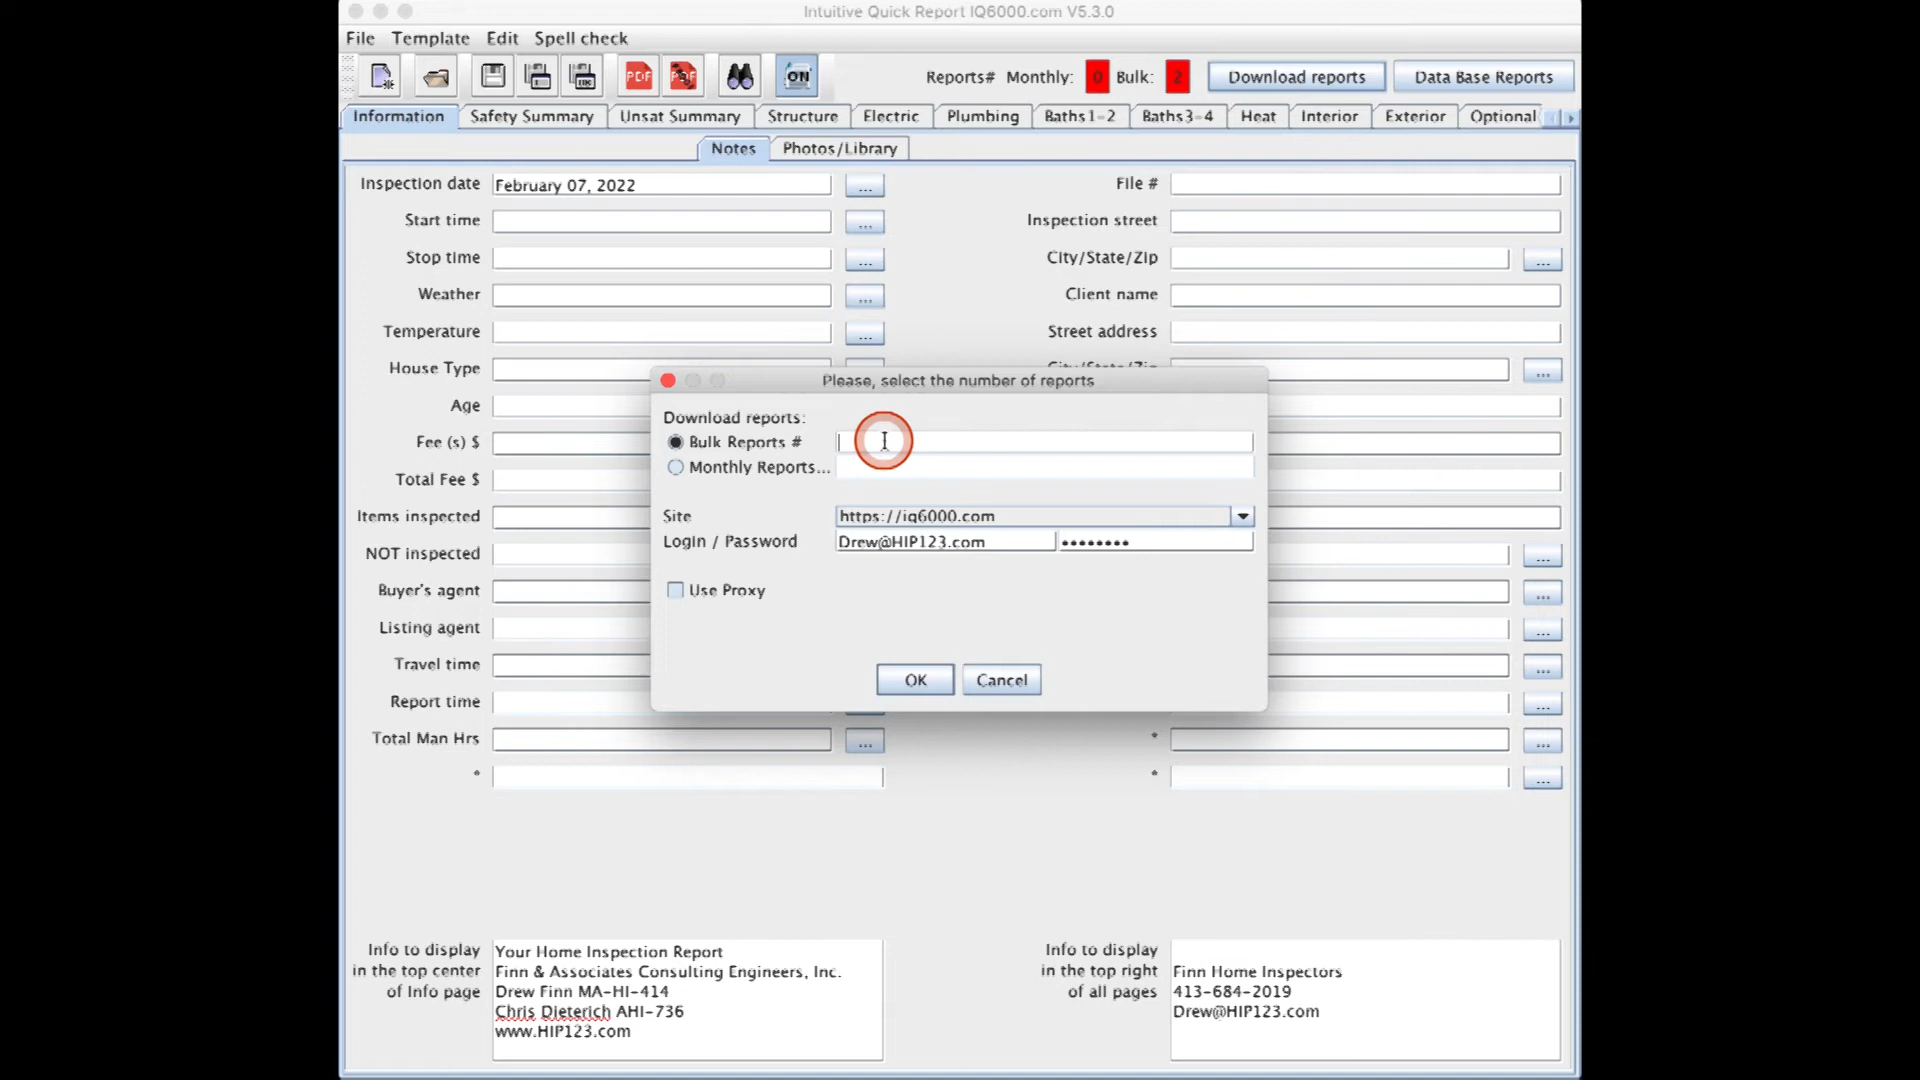 Intuitive Quick Report IQ6000.com V5.3.0
File Template Edit Spell check
PDF PDF ON Reports# Monthly: 0 Bulk: 2 Download reports Data Base Reports
Information Safety Summary Unsat Summary Structure Electric Plumbing Baths1-2 Baths3-4 Heat Interior Exterior Optional
Notes Photos/Library
Inspection date February 07, 2022 ... File #
Start time ... Inspection street
Stop time ... City/State/Zip ...
Weather ... Client name
Temperature ... Street address
House Type City/State/Zip ...
Please, select the number of reports
Age
Download reports:
Fee (s) $
Bulk Reports #
Monthly Reports...
Total Fee $
Items inspected
Site https://iq6000.com
Login / Password Drew@HIP123.com ••••••••
NOT inspected ...
Buyer's agent ...
Use Proxy
Listing agent ...
Travel time ...
OK Cancel
Report time ...
Total Man Hrs ... * ...
* * ...
Info to display
in the top center
of Info page
Your Home Inspection Report
Finn & Associates Consulting Engineers, Inc.
Drew Finn MA-HI-414
Chris Dieterich AHI-736
www.HIP123.com
Info to display
in the top right
of all pages
Finn Home Inspectors
413-684-2019
Drew@HIP123.com